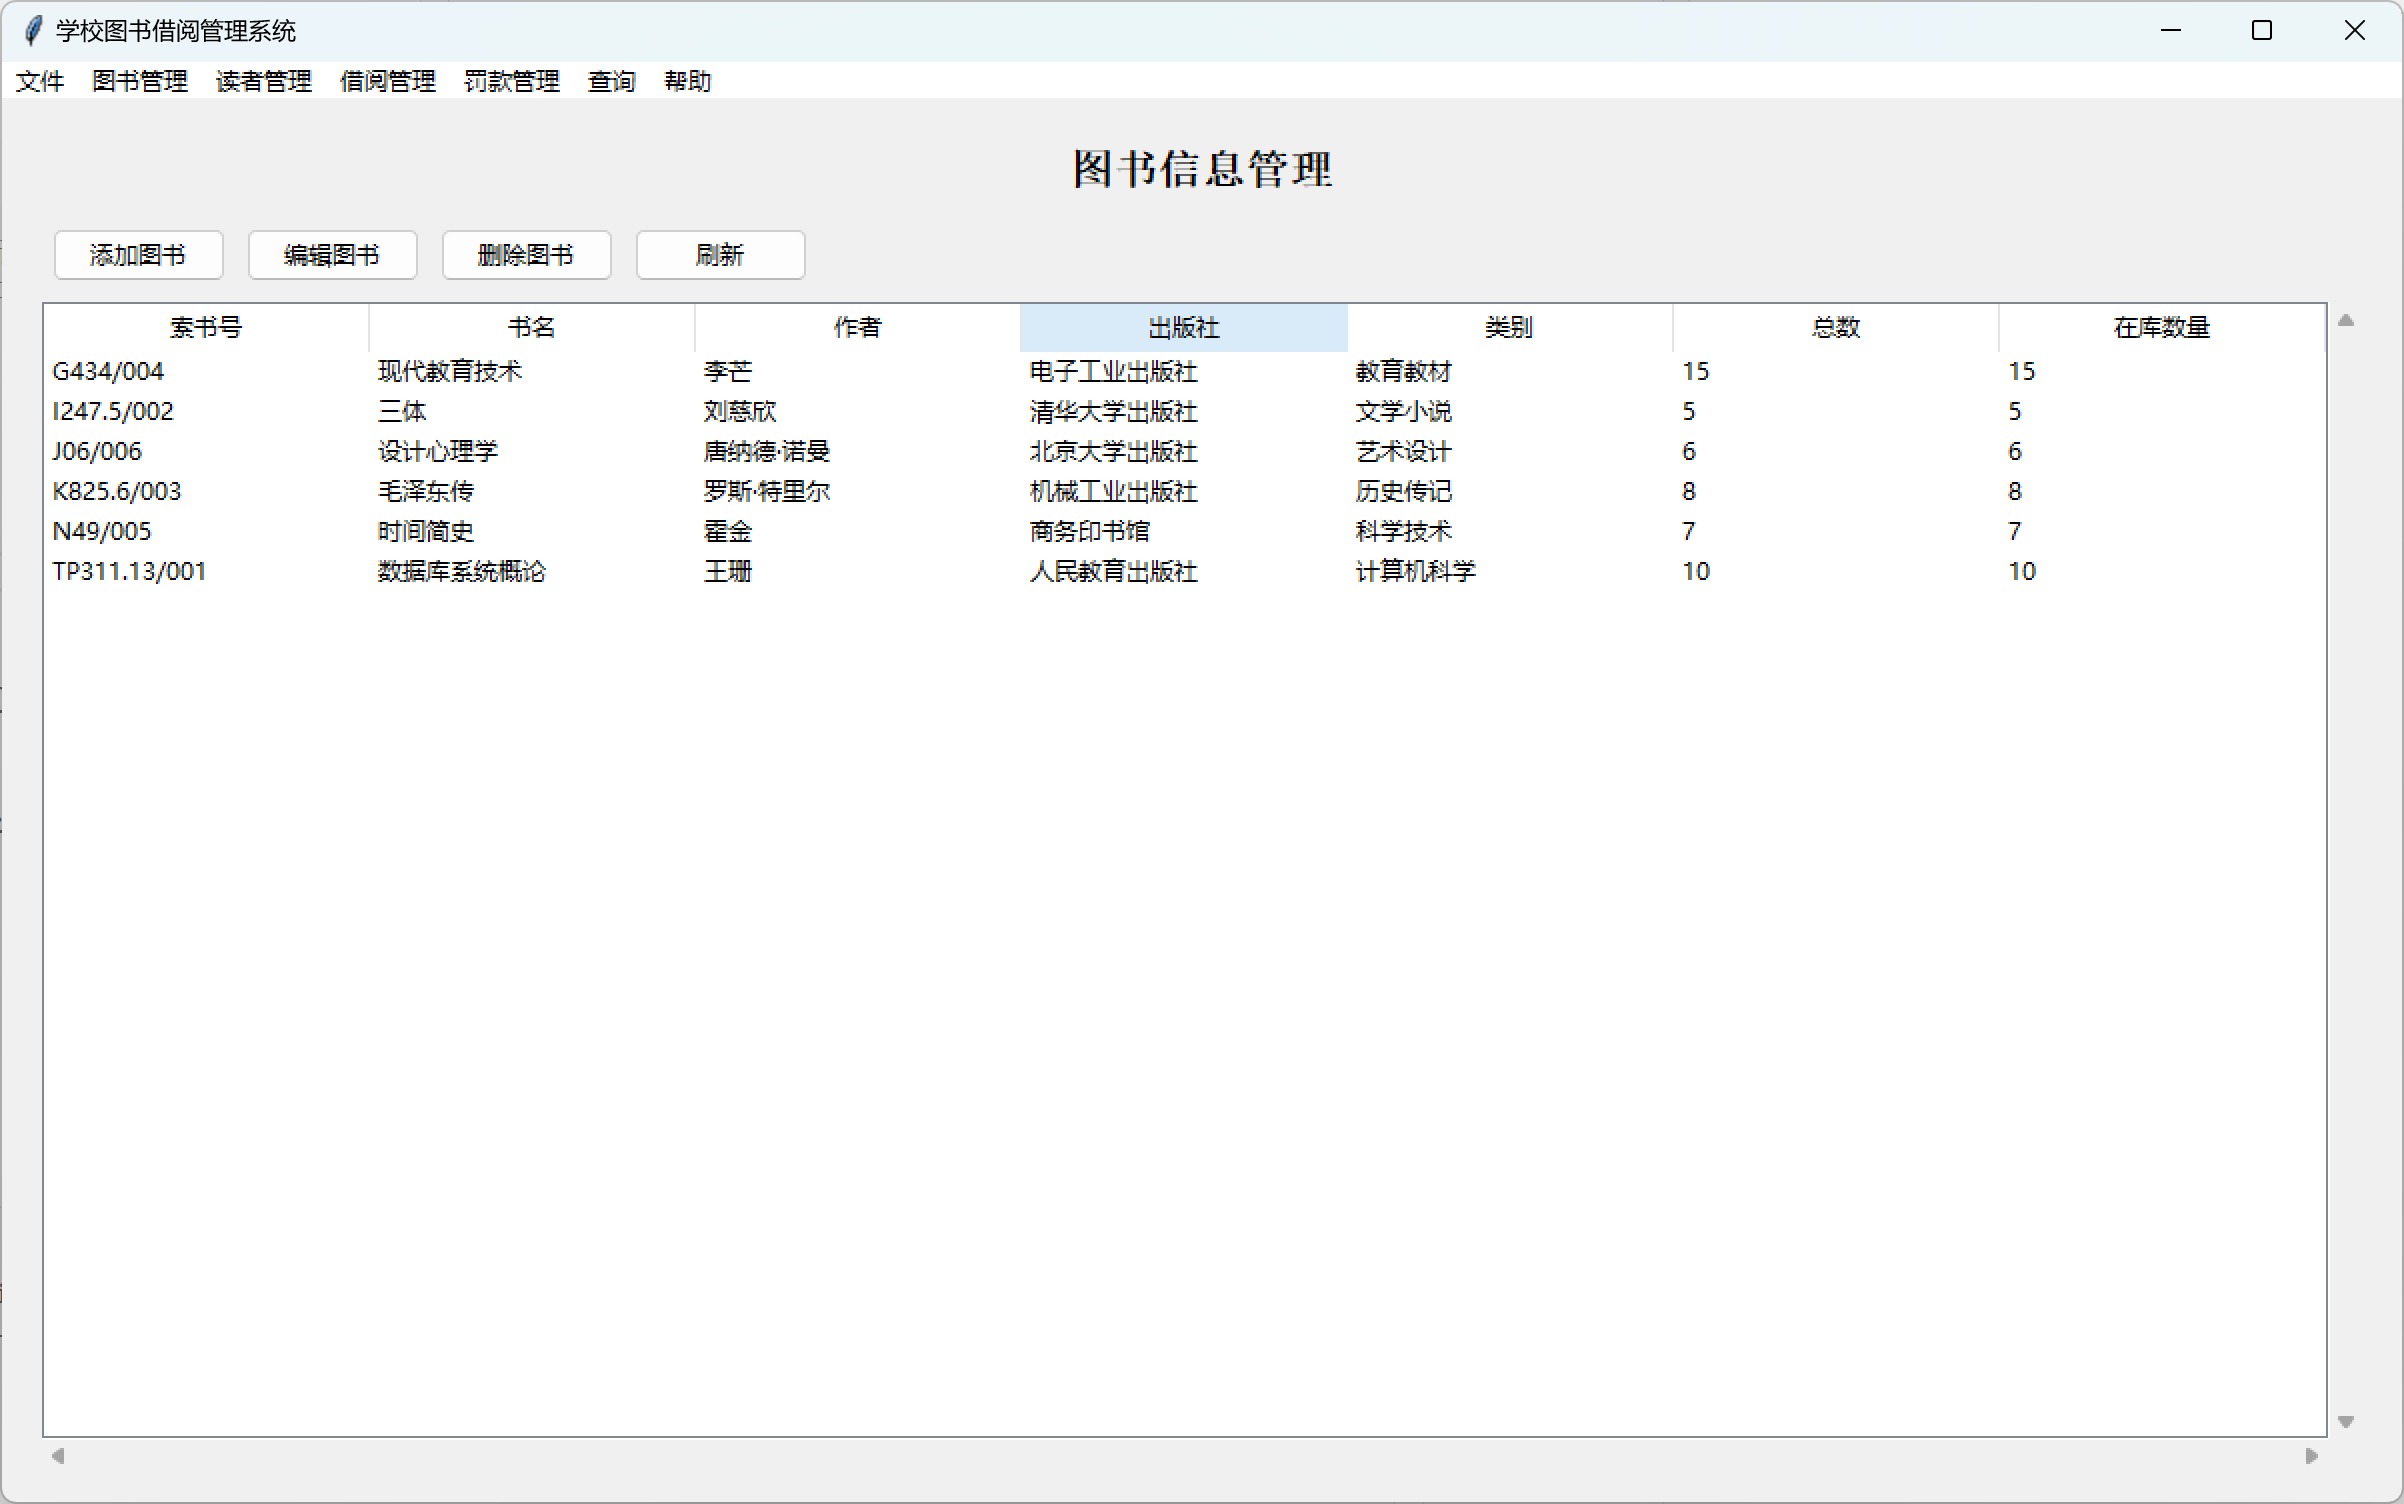 学校图书借阅管理系统
文件 图书管理 读者管理 借阅管理 罚款管理 查询 帮助
图书信息管理
添加图书 编辑图书 删除图书 刷新
索书号 书名 作者 出版社 类别 总数 在库数量
G434/004 现代教育技术 李芒 电子工业出版社 教育教材 15 15
I247.5/002 三体 刘慈欣 清华大学出版社 文学小说 5 5
J06/006 设计心理学 唐纳德·诺曼 北京大学出版社 艺术设计 6 6
K825.6/003 毛泽东传 罗斯·特里尔 机械工业出版社 历史传记 8 8
N49/005 时间简史 霍金 商务印书馆 科学技术 7 7
TP311.13/001 数据库系统概论 王珊 人民教育出版社 计算机科学 10 10